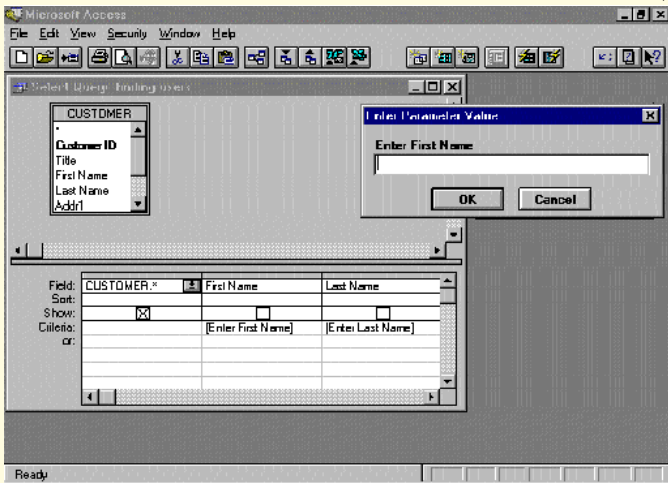 Microsoft Access
File Edit View Security Window Help
Select Query: finding users
CUSTOMER
*
Customer ID
Title
First Name
Last Name
Addr1
Enter Parameter Value
Enter First Name
OK Cancel
Field: CUSTOMER.* First Name Last Name
Sort:
Show:
Criteria: [Enter First Name] [Enter Last Name]
or:
Ready